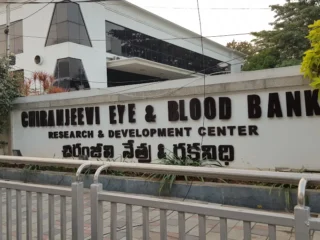 CHIRANJEEVI EYE & BLOOD BANK
RESEARCH & DEVELOPMENT CENTER
చిరంజీవి నేత్ర & రక్తనిధి